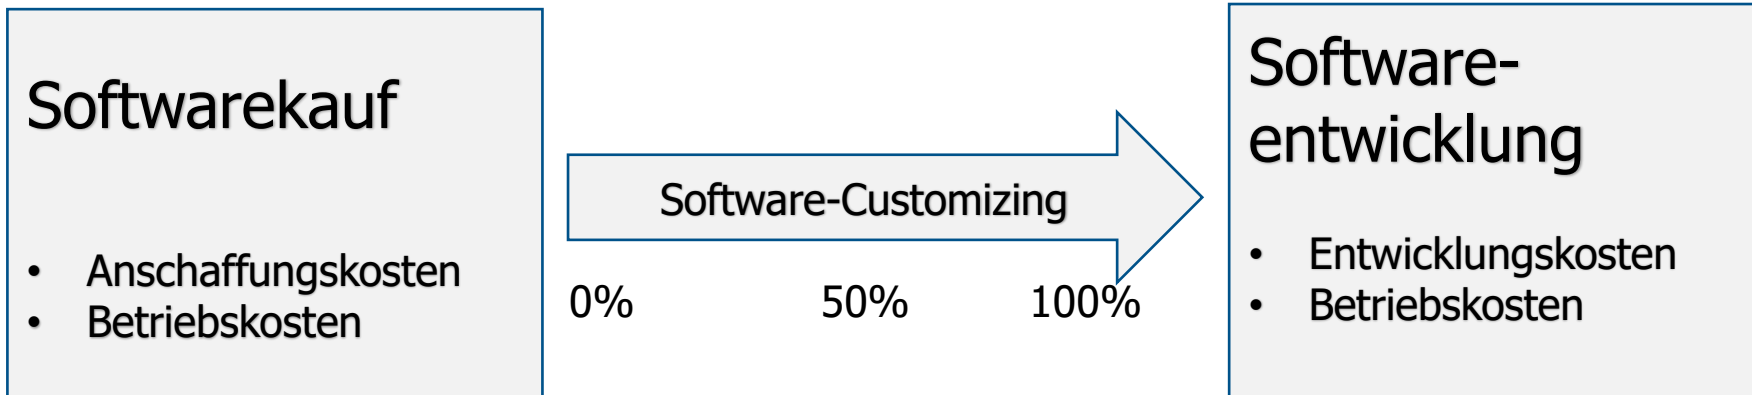 Softwarekauf
• Anschaffungskosten
• Betriebskosten
Software-Customizing
0% 50% 100%
Software-
entwicklung
• Entwicklungskosten
• Betriebskosten